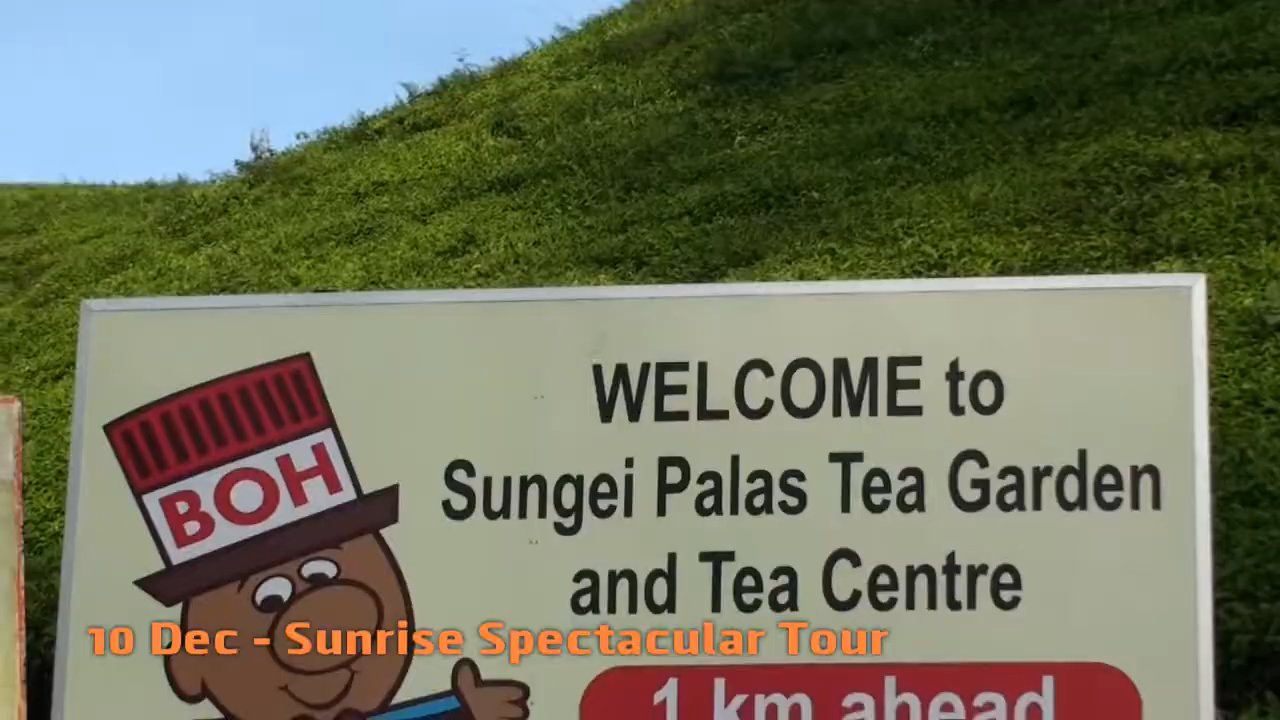 WELCOME to
Sungei Palas Tea Garden
and Tea Centre
BOH
10 Dec - Sunrise Spectacular Tour
1 km ahead